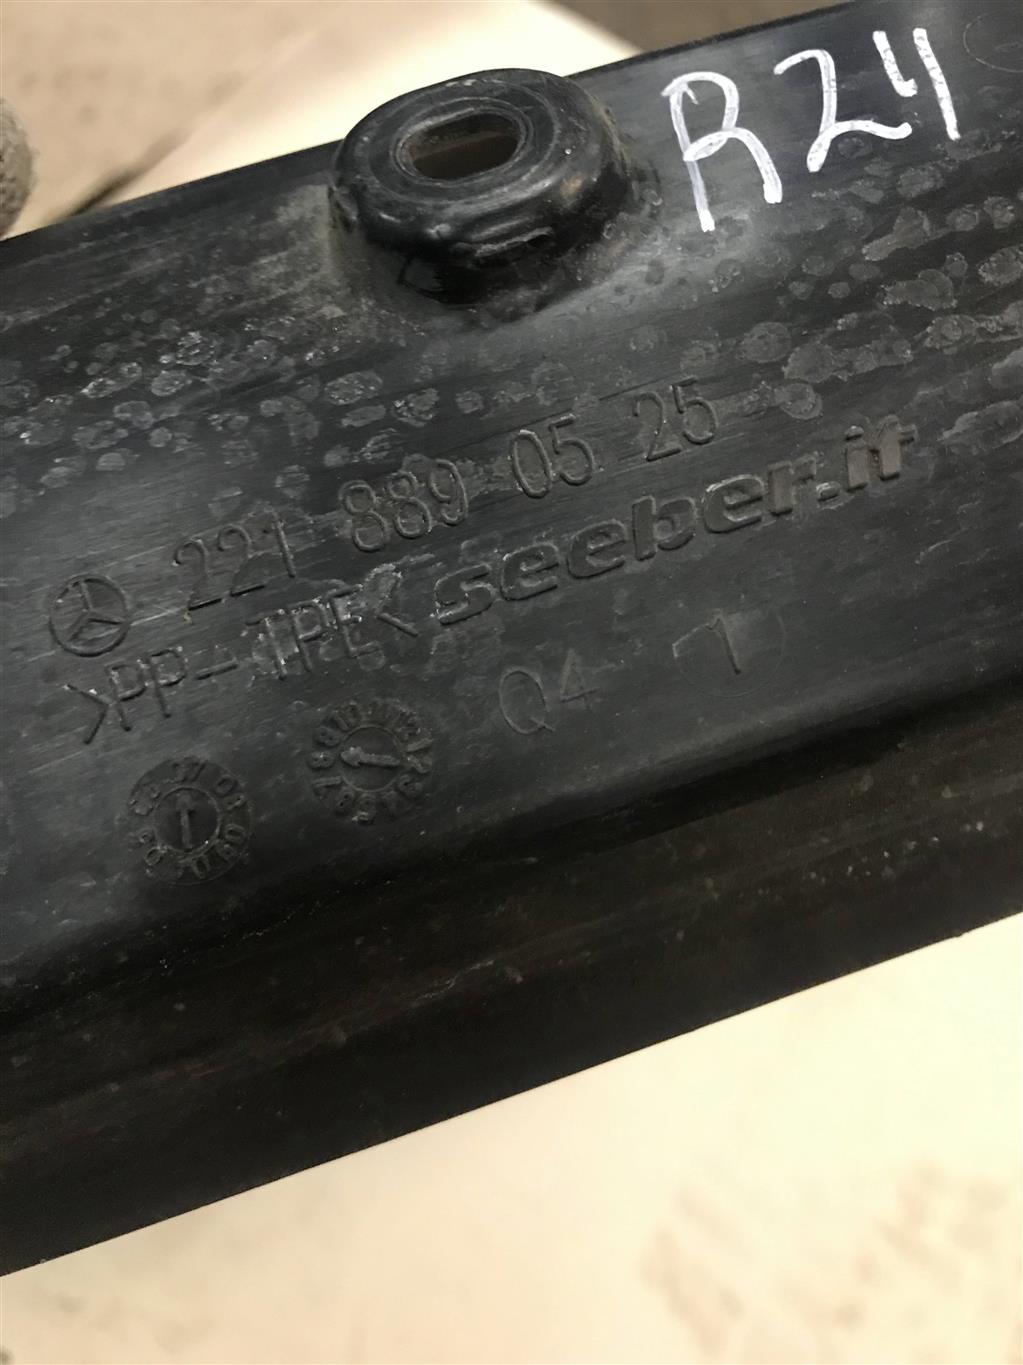 R24
221 889 05 25
>PP-TPE< seeber.it
Q4 1